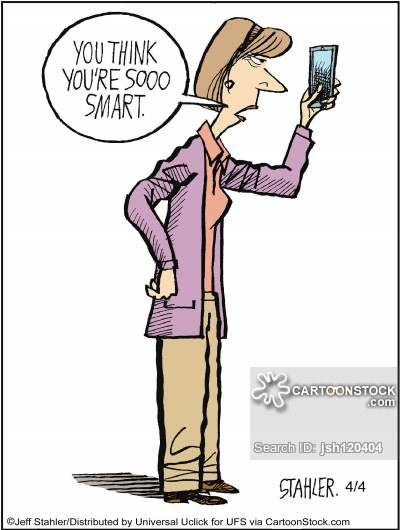 YOU THINK
YOU'RE SOOO
SMART.
CARTOONSTOCK
.com
Search ID: jsh120404
STAHLER. 4/4
©Jeff Stahler/Distributed by Universal Uclick for UFS via CartoonStock.com